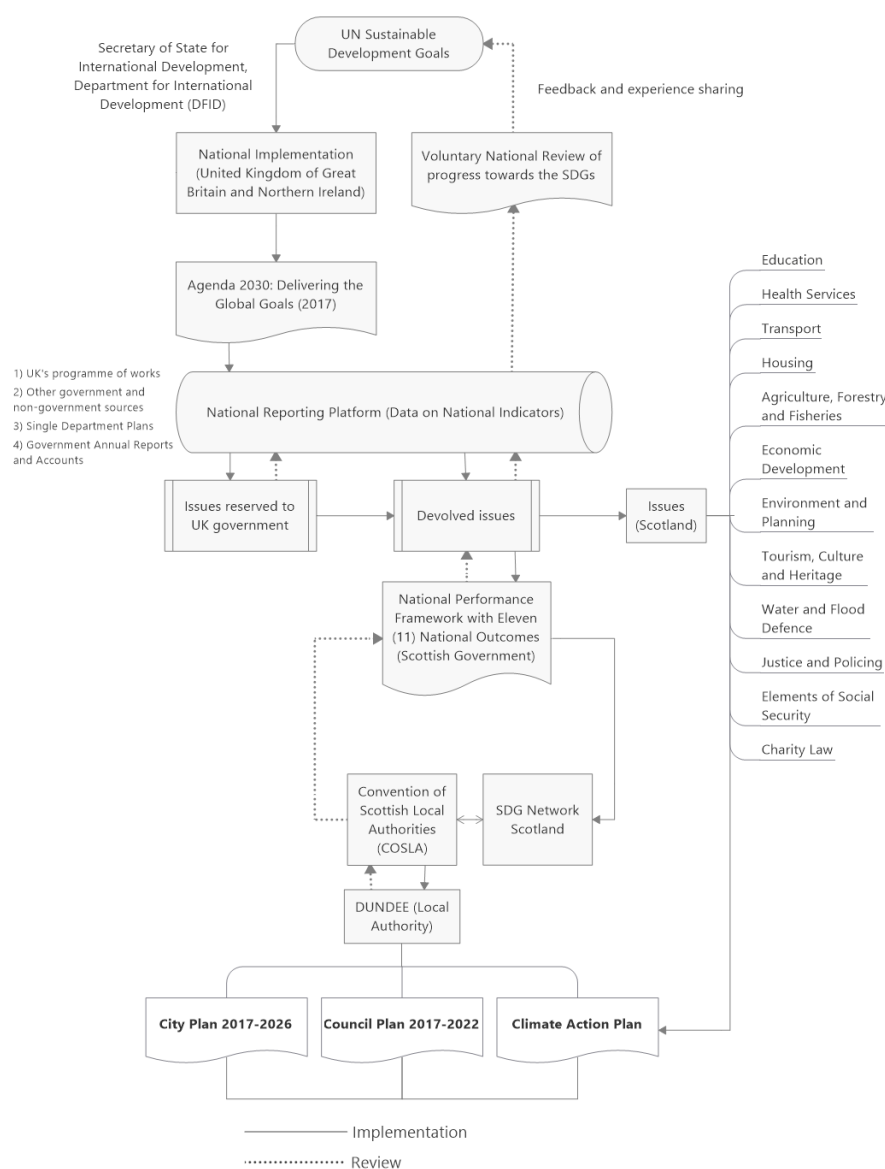 UN Sustainable
Development Goals
Secretary of State for
International Development,
Department for International
Development (DFID)
Feedback and experience sharing
National Implementation
(United Kingdom of Great
Britain and Northern Ireland)
Voluntary National Review of
progress towards the SDGs
Agenda 2030: Delivering the
Global Goals (2017)
1) UK's programme of works
2) Other government and
non-government sources
3) Single Department Plans
4) Government Annual Reports
and Accounts
National Reporting Platform (Data on National Indicators)
Issues reserved to
UK government
Devolved issues
Issues
(Scotland)
Education
Health Services
Transport
Housing
Agriculture, Forestry
and Fisheries
Economic
Development
Environment and
Planning
Tourism, Culture
and Heritage
Water and Flood
Defence
Justice and Policing
Elements of Social
Security
Charity Law
National Performance
Framework with Eleven
(11) National Outcomes
(Scottish Government)
Convention of
Scottish Local
Authorities
(COSLA)
SDG Network
Scotland
DUNDEE (Local
Authority)
City Plan 2017-2026
Council Plan 2017-2022
Climate Action Plan
Implementation
Review